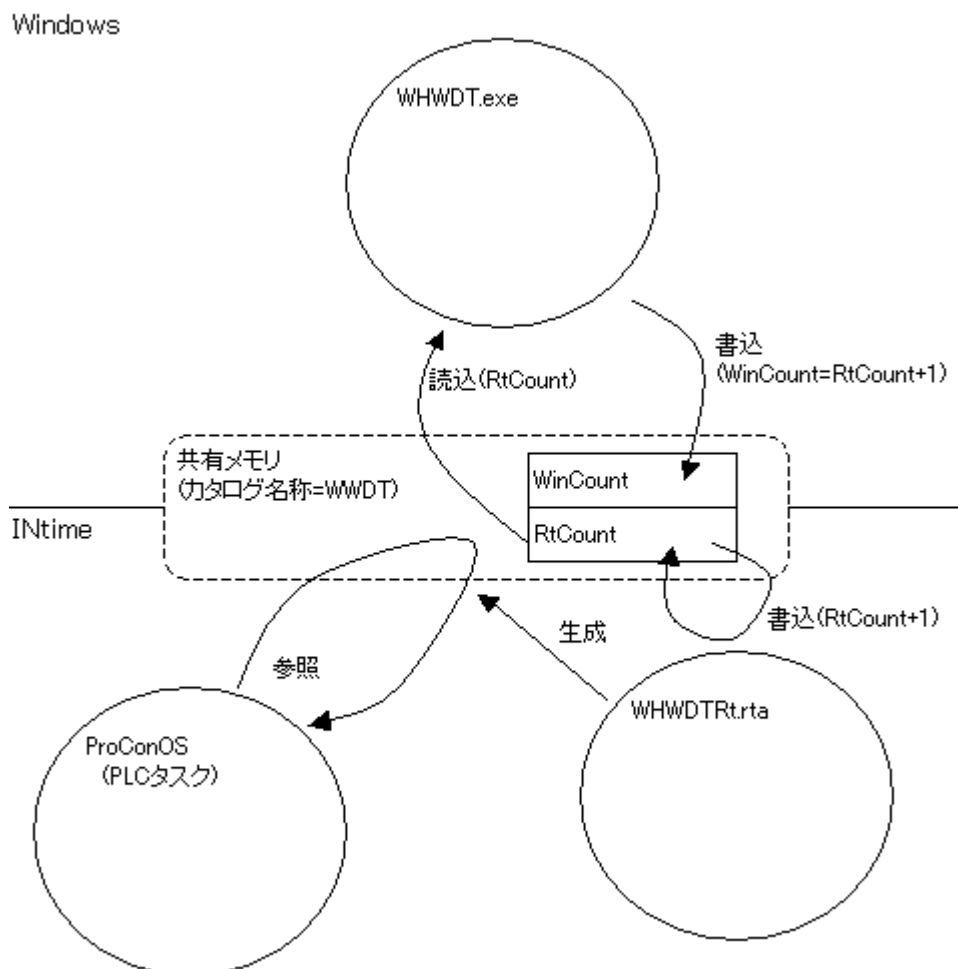 Windows
WHWDT.exe
書込
(WinCount=RtCount+1)
読込(RtCount)
共有メモリ
(カタログ名称=WWDT)
WinCount
INtime
RtCount
書込(RtCount+1)
生成
参照
WHWDTRt.rta
ProConOS
(PLCタスク)